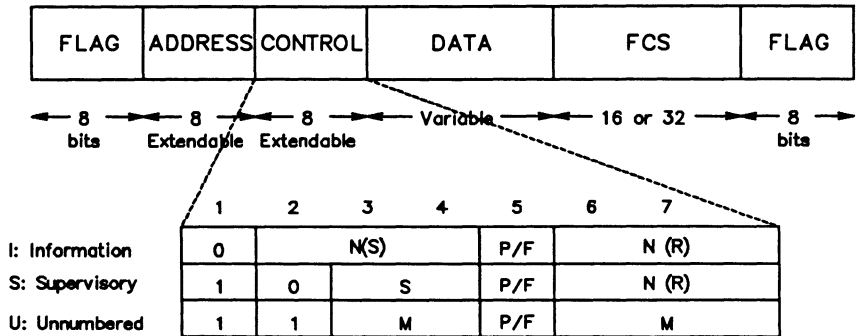 FLAG ADDRESS CONTROL DATA FCS FLAG
8 bits 8 Extendable 8 Extendable Variable 16 or 32 8 bits
1 2 3 4 5 6 7
I: Information 0 N(S) P/F N (R)
S: Supervisory 1 0 S P/F N (R)
U: Unnumbered 1 1 M P/F M